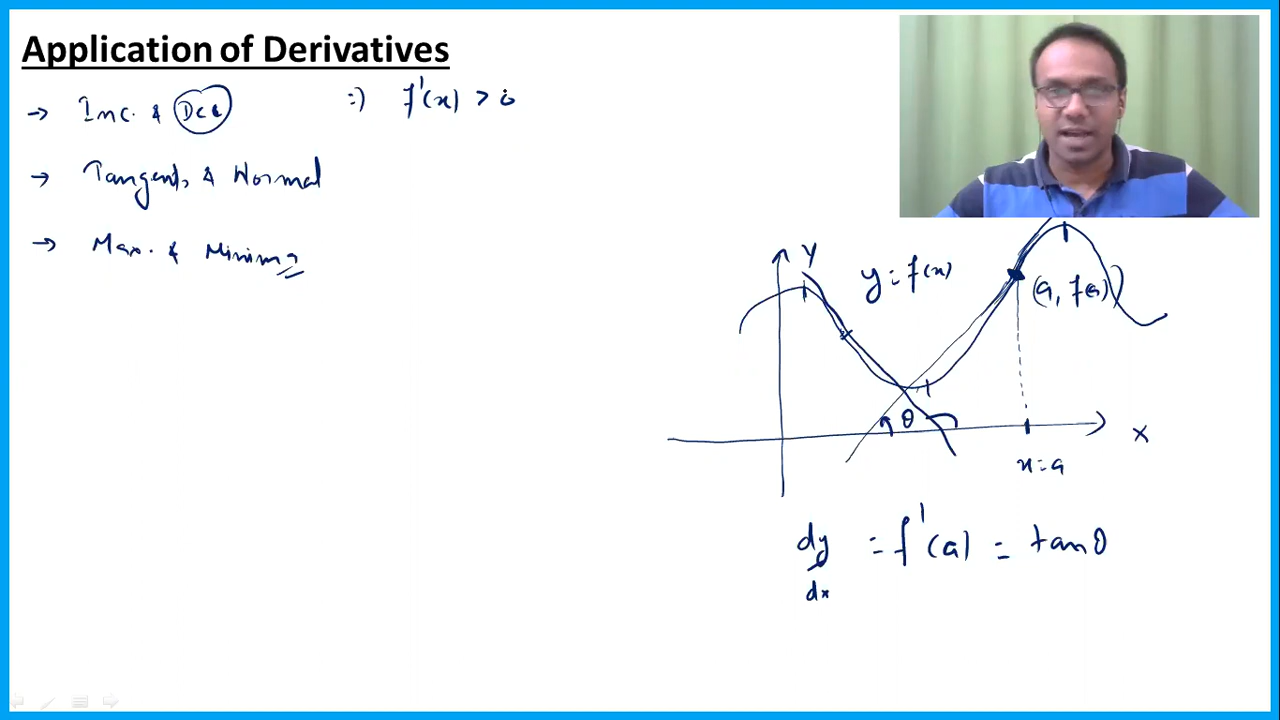 Application of Derivatives
→ Inc. & Dec ⇒ f'(x) > 0
→ Tangents & Normal
→ Max. & Minima
Y
y = f(x)
(a, f(a))
θ
X
x = a
dy/dx = f'(a) = tanθ